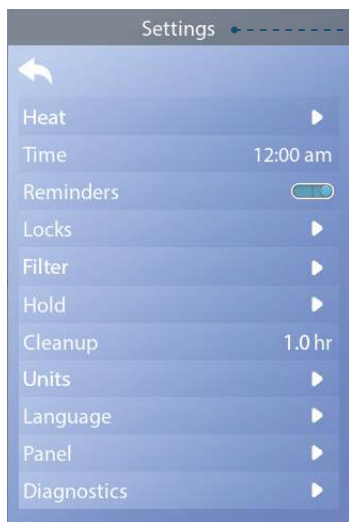 Settings
Heat
Time 12:00 am
Reminders
Locks
Filter
Hold
Cleanup 1.0 hr
Units
Language
Panel
Diagnostics